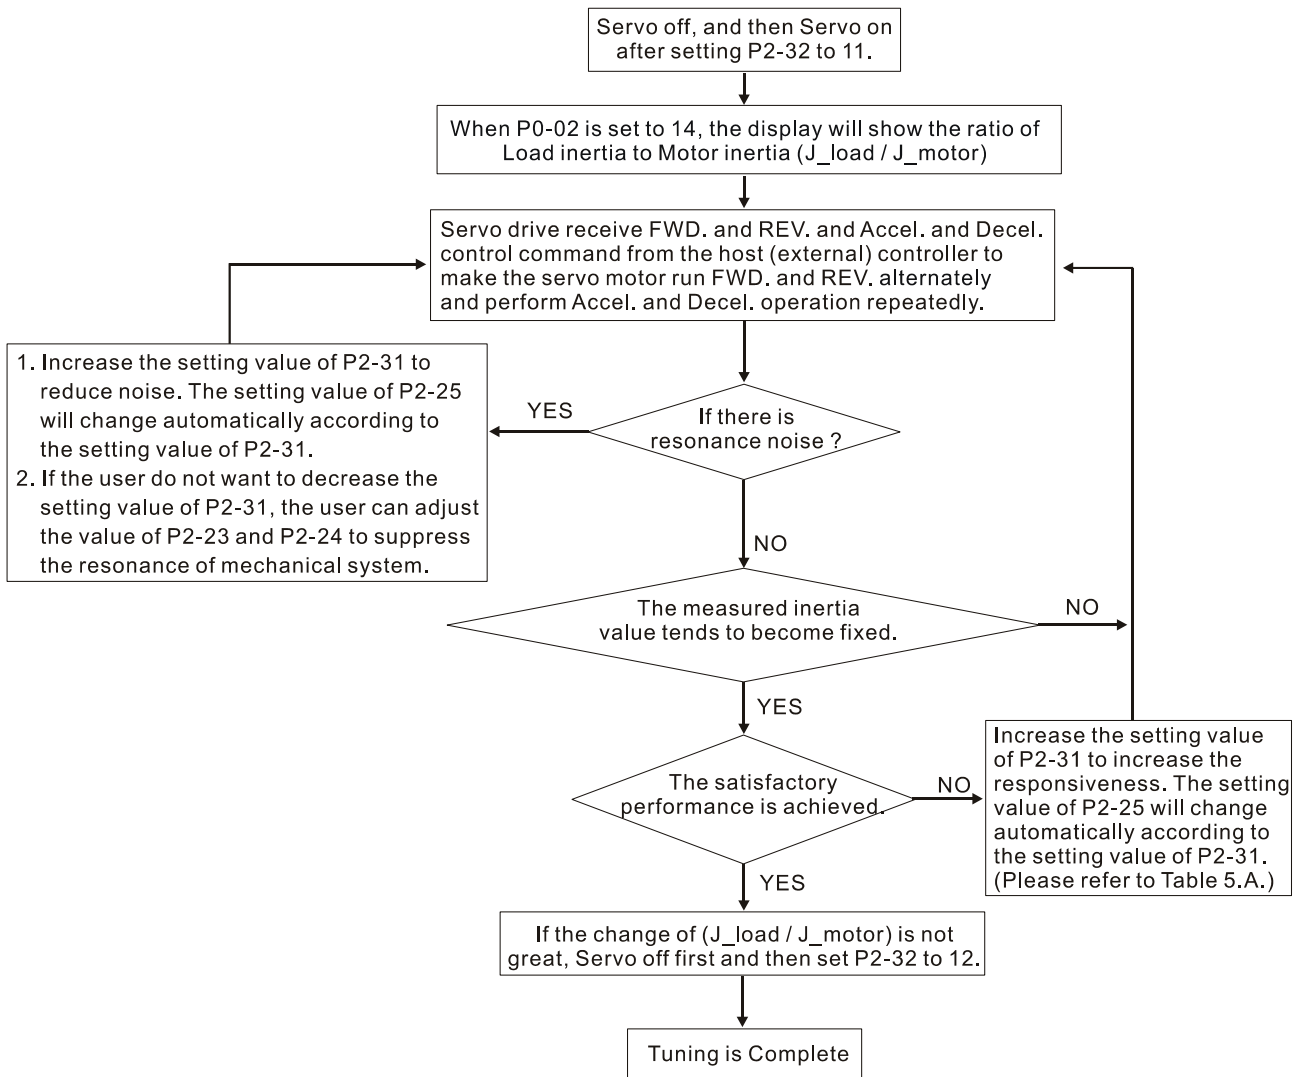 Servo off, and then Servo on
after setting P2-32 to 11.
When P0-02 is set to 14, the display will show the ratio of
Load inertia to Motor inertia (J_load / J_motor)
Servo drive receive FWD. and REV. and Accel. and Decel.
control command from the host (external) controller to
make the servo motor run FWD. and REV. alternately
and perform Accel. and Decel. operation repeatedly.
1. Increase the setting value of P2-31 to
reduce noise. The setting value of P2-25
will change automatically according to
the setting value of P2-31.
2. If the user do not want to decrease the
setting value of P2-31, the user can adjust
the value of P2-23 and P2-24 to suppress
the resonance of mechanical system.
YES
If there is
resonance noise ?
NO
The measured inertia
value tends to become fixed.
NO
YES
The satisfactory
performance is achieved.
NO
Increase the setting value
of P2-31 to increase the
responsiveness. The setting
value of P2-25 will change
automatically according to
the setting value of P2-31.
(Please refer to Table 5.A.)
YES
If the change of (J_load / J_motor) is not
great, Servo off first and then set P2-32 to 12.
Tuning is Complete